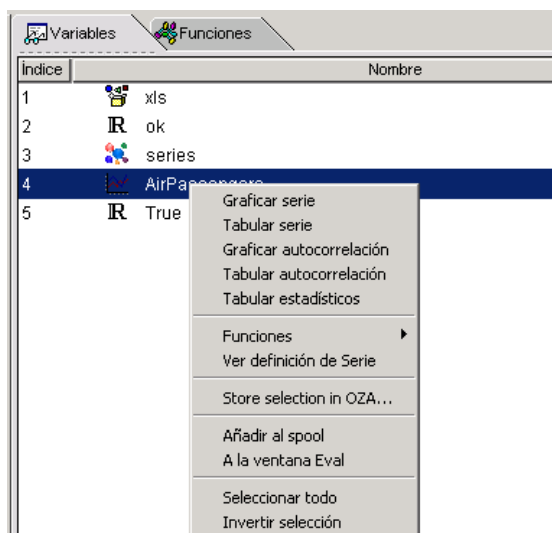 Variables Funciones
Índice Nombre
1 xls
2 R ok
3 series
4 AirPassengers
5 R True
Graficar serie
Tabular serie
Graficar autocorrelación
Tabular autocorrelación
Tabular estadísticos
Funciones
Ver definición de Serie
Store selection in OZA...
Añadir al spool
A la ventana Eval
Seleccionar todo
Invertir selección